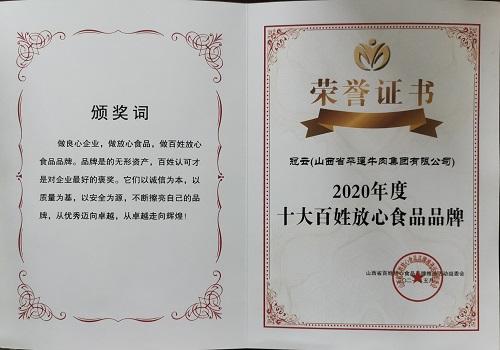 颁奖词
做良心企业，做放心食品，做百姓放心
食品品牌。品牌是的无形资产，百姓认可才
是对企业最好的褒奖。它们以诚信为本，以
质量为基，以安全为源，不断擦亮自己的品
牌，从优秀迈向卓越，从卓越走向辉煌！
荣誉证书
冠云(山西省平遥牛肉集团有限公司)
2020年度
十大百姓放心食品品牌